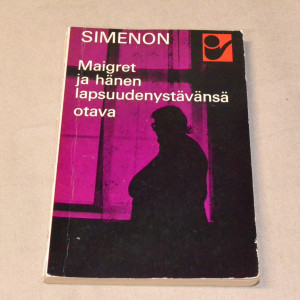 SIMENON
Maigret
ja hänen
lapsuudenystävänsä
otava